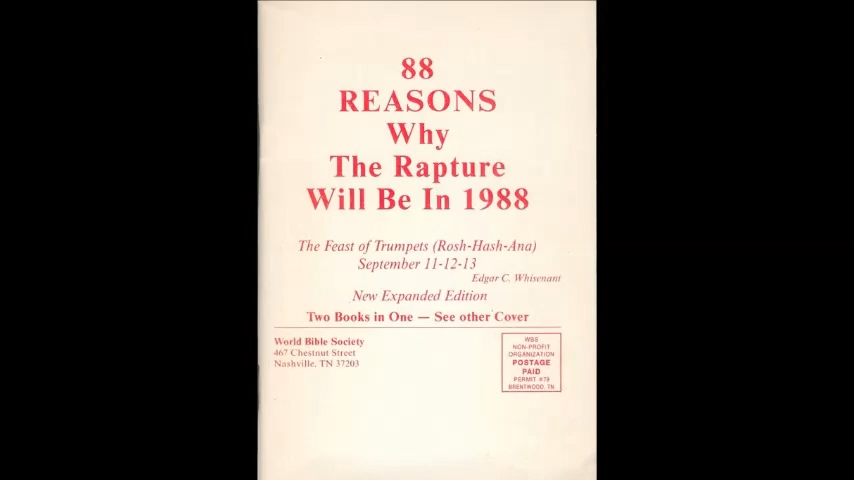 88
REASONS
Why
The Rapture
Will Be In 1988
The Feast of Trumpets (Rosh-Hash-Ana)
September 11-12-13
Edgar C. Whisenant
New Expanded Edition
Two Books in One — See other Cover
World Bible Society
467 Chestnut Street
Nashville, TN 37203
WBS
NON-PROFIT
ORGANIZATION
POSTAGE
PAID
PERMIT #79
BRENTWOOD, TN